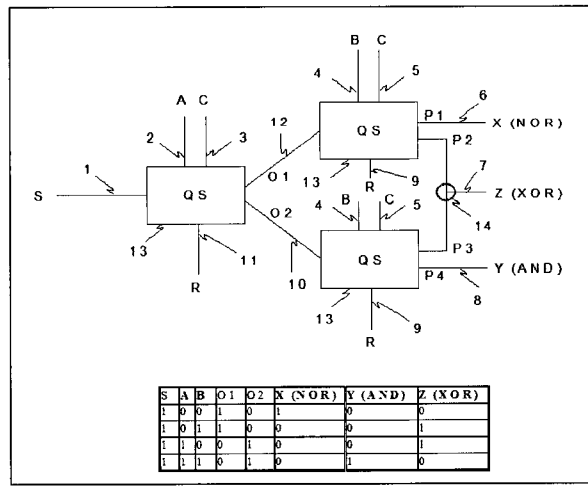 B C
4 5
6
A C
12
P1
X (NOR)
2 3
QS
P2
1
7
O1
13
9
S
QS
R
Z (XOR)
4 B C 5
14
O2
13
11
QS
P3
10
P4
Y (AND)
R
13
8
9
R
S A B O1 O2 X (NOR) Y (AND) Z (XOR)
1 0 0 1 0 1 0 0
1 0 1 1 0 0 0 1
1 1 0 0 1 0 0 1
1 1 1 0 1 0 1 0